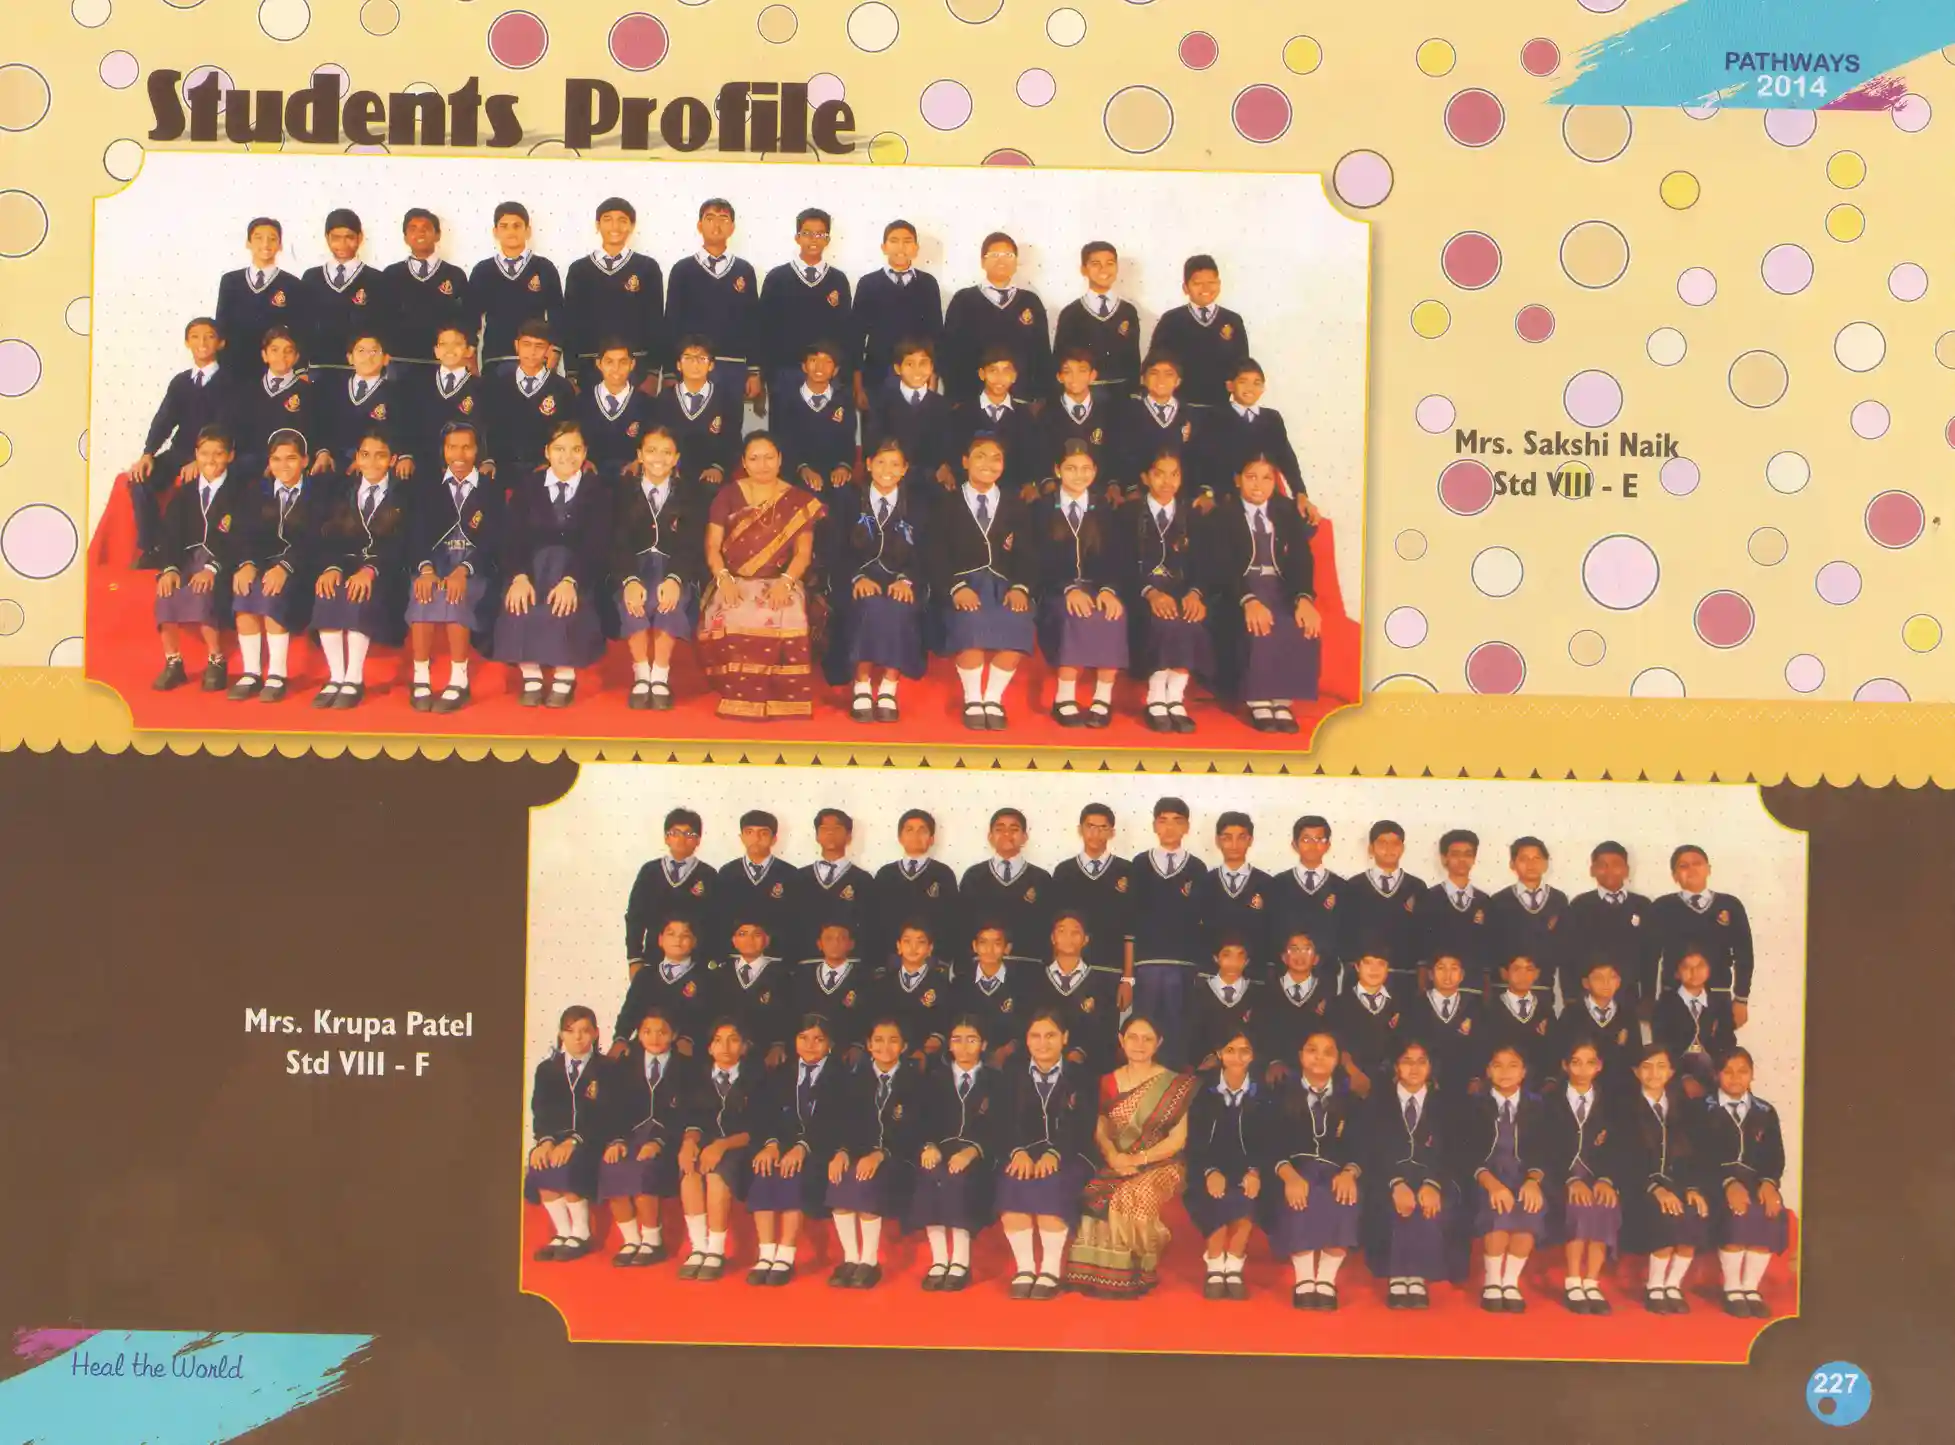 PATHWAYS
2014
Students Profile
Mrs. Sakshi Naik
Std VIII - E
Mrs. Krupa Patel
Std VIII - F
Heal the World
227